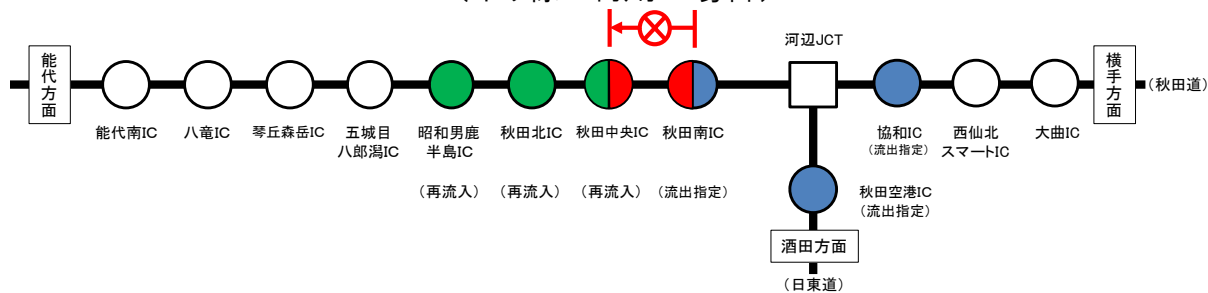 河辺JCT
能代方面
横手方面
(秋田道)
能代南IC
八竜IC
琴丘森岳IC
五城目
八郎潟IC
昭和男鹿
半島IC
(再流入)
秋田北IC
(再流入)
秋田中央IC
(再流入)
秋田南IC
(流出指定)
協和IC
(流出指定)
西仙北
スマートIC
大曲IC
秋田空港IC
(流出指定)
酒田方面
(日東道)